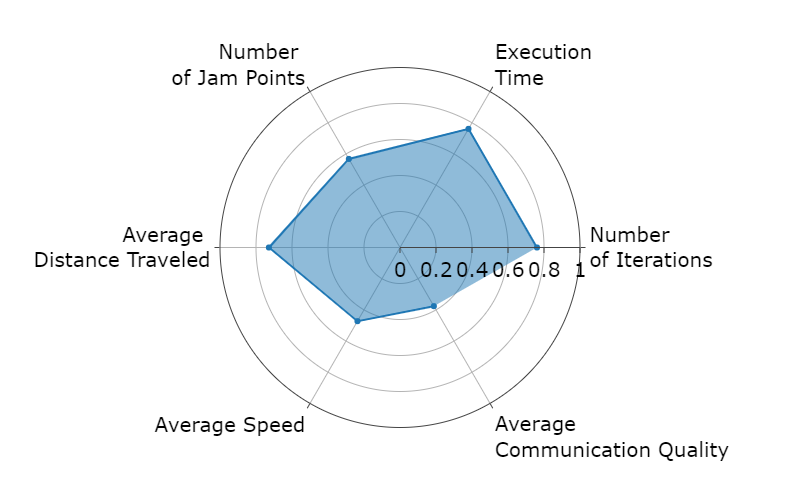 Number
of Jam Points
Execution
Time
Average
Distance Traveled
Number
of Iterations
0 0.2 0.4 0.6 0.8 1
Average Speed
Average
Communication Quality